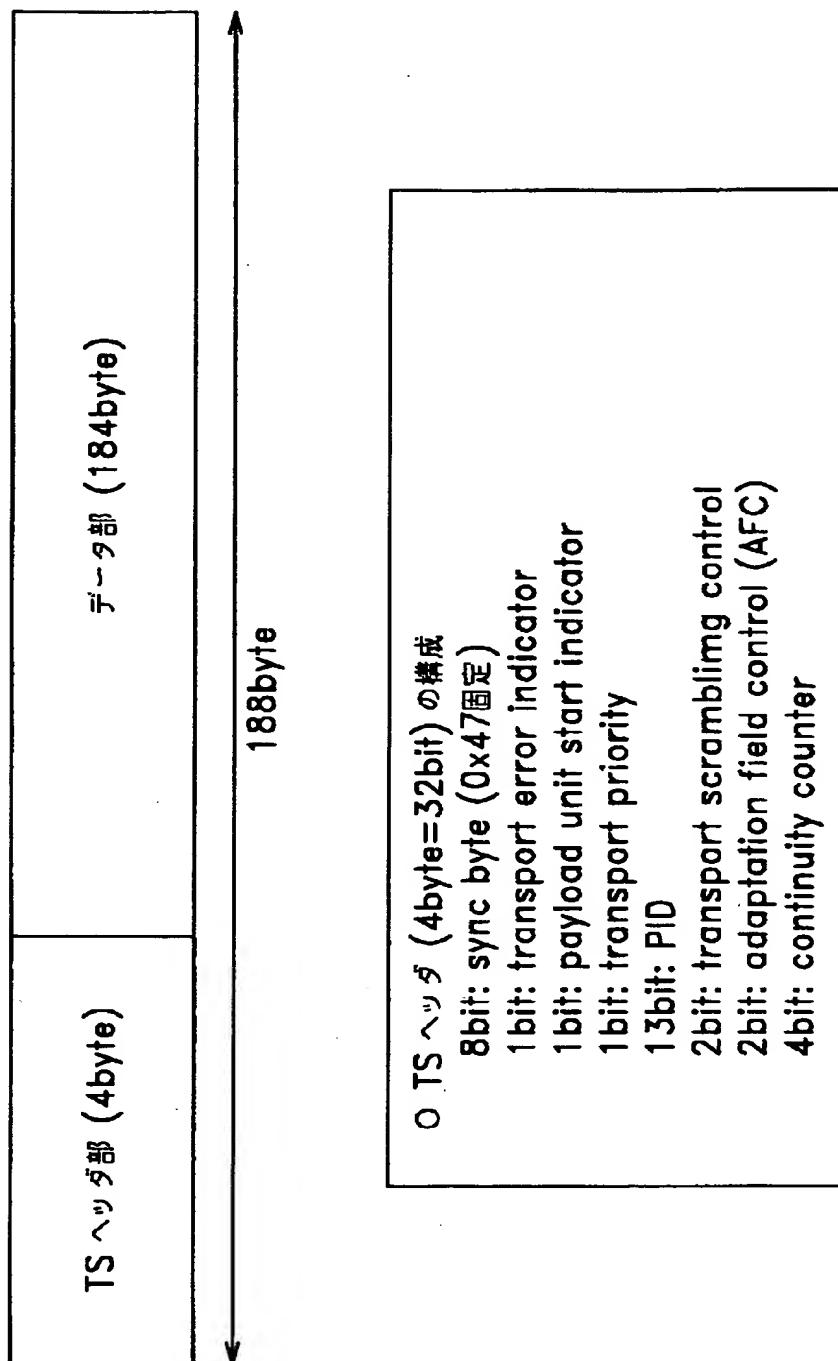 TSヘッダ部 (4byte)
データ部 (184byte)
188byte
○ TSヘッダ (4byte=32bit) の構成
8bit: sync byte (0x47固定)
1bit: transport error indicator
1bit: payload unit start indicator
1bit: transport priority
13bit: PID
2bit: transport scramblimg control
2bit: adaptation field control (AFC)
4bit: continuity counter